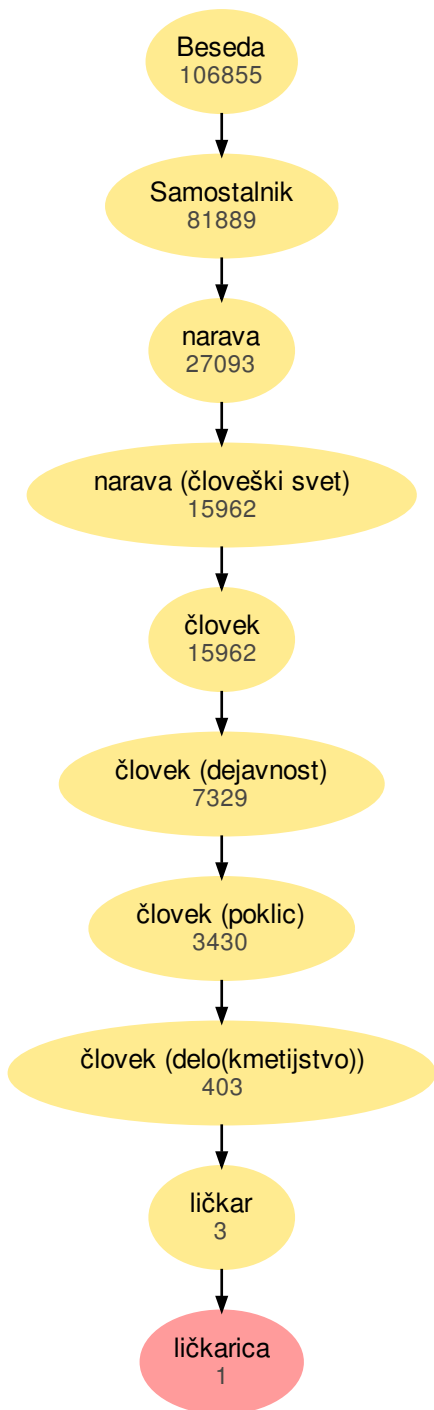 Beseda
106855
Samostalnik
81889
narava
27093
narava (človeški svet)
15962
človek
15962
človek (dejavnost)
7329
človek (poklic)
3430
človek (delo(kmetijstvo))
403
ličkar
3
ličkarica
1